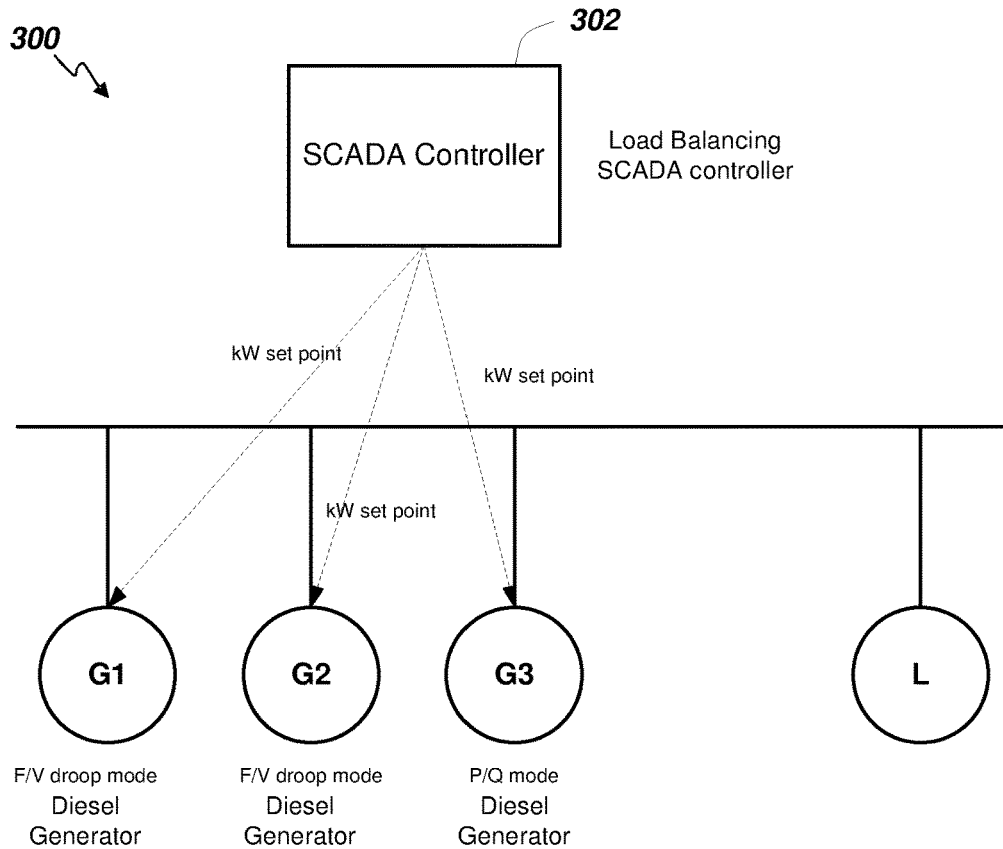 300
302
SCADA Controller
Load Balancing
SCADA controller
kW set point
kW set point
kW set point
G1
G2
G3
L
F/V droop mode
Diesel
Generator
F/V droop mode
Diesel
Generator
P/Q mode
Diesel
Generator